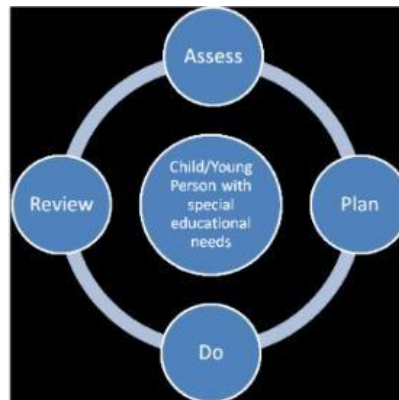 Assess
Child/Young
Person with
special
educational
needs
Review
Plan
Do